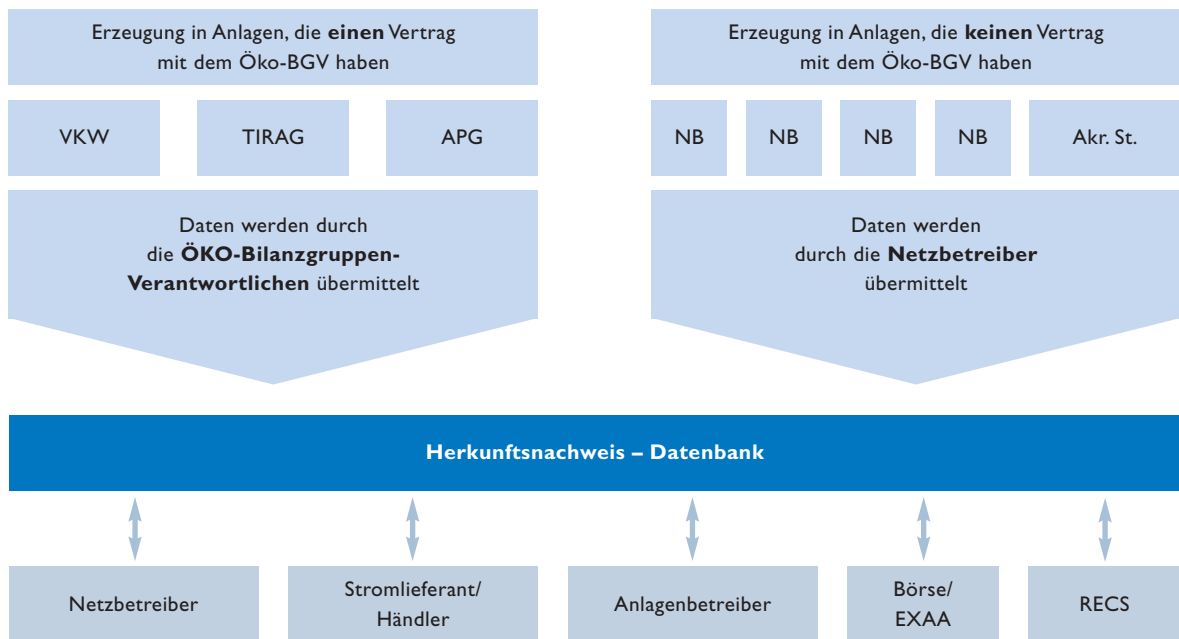 Erzeugung in Anlagen, die einen Vertrag
mit dem Öko-BGV haben
Erzeugung in Anlagen, die keinen Vertrag
mit dem Öko-BGV haben
VKW
TIRAG
APG
NB
NB
NB
NB
Akr. St.
Daten werden durch
die ÖKO-Bilanzgruppen-
Verantwortlichen übermittelt
Daten werden
durch die Netzbetreiber
übermittelt
Herkunftsnachweis – Datenbank
Netzbetreiber
Stromlieferant/
Händler
Anlagenbetreiber
Börse/
EXAA
RECS